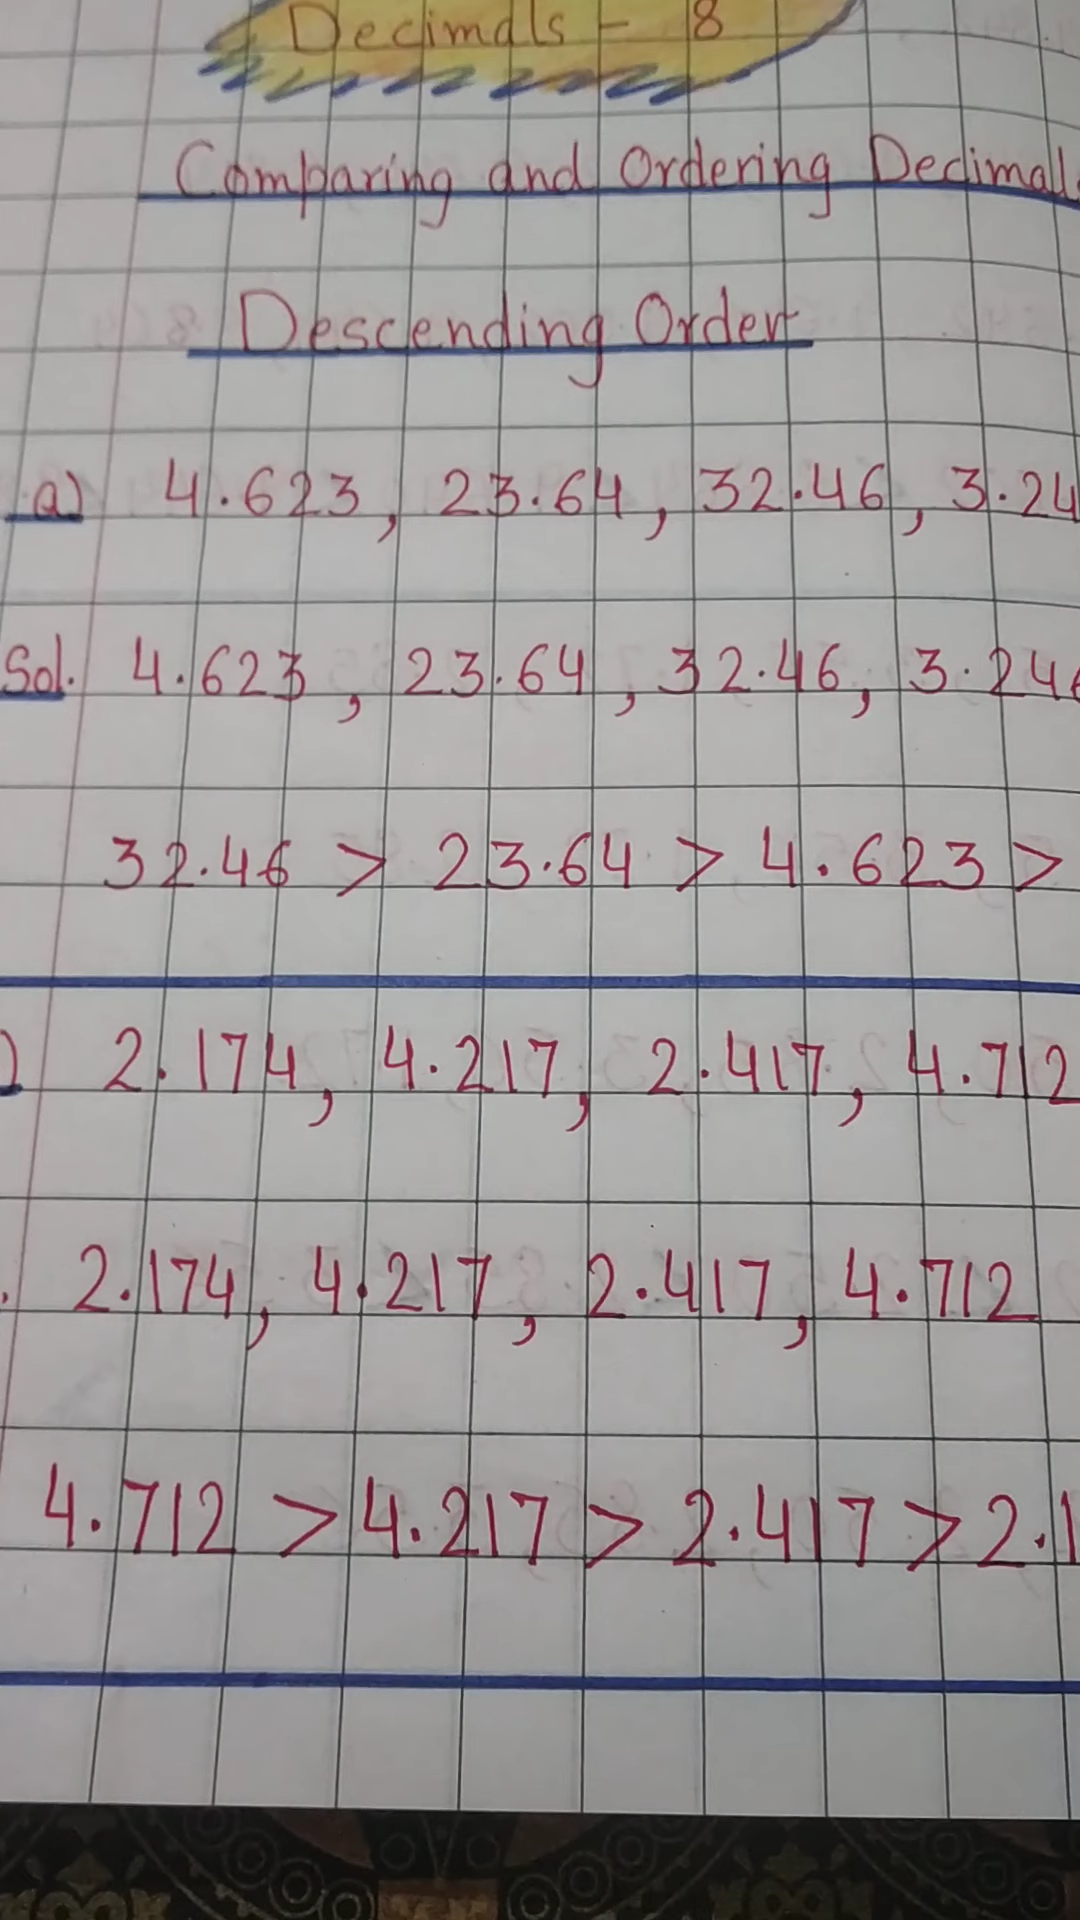 Decimals - 8
Comparing and Ordering Decimal
Descending Order
a) 4.623, 23.64, 32.46, 3.24
Sol. 4.623, 23.64, 32.46, 3.246
32.46 > 23.64 > 4.623 >
) 2.174, 4.217, 2.417, 4.712
. 2.174, 4.217, 2.417, 4.712
4.712 > 4.217 > 2.417 > 2.1